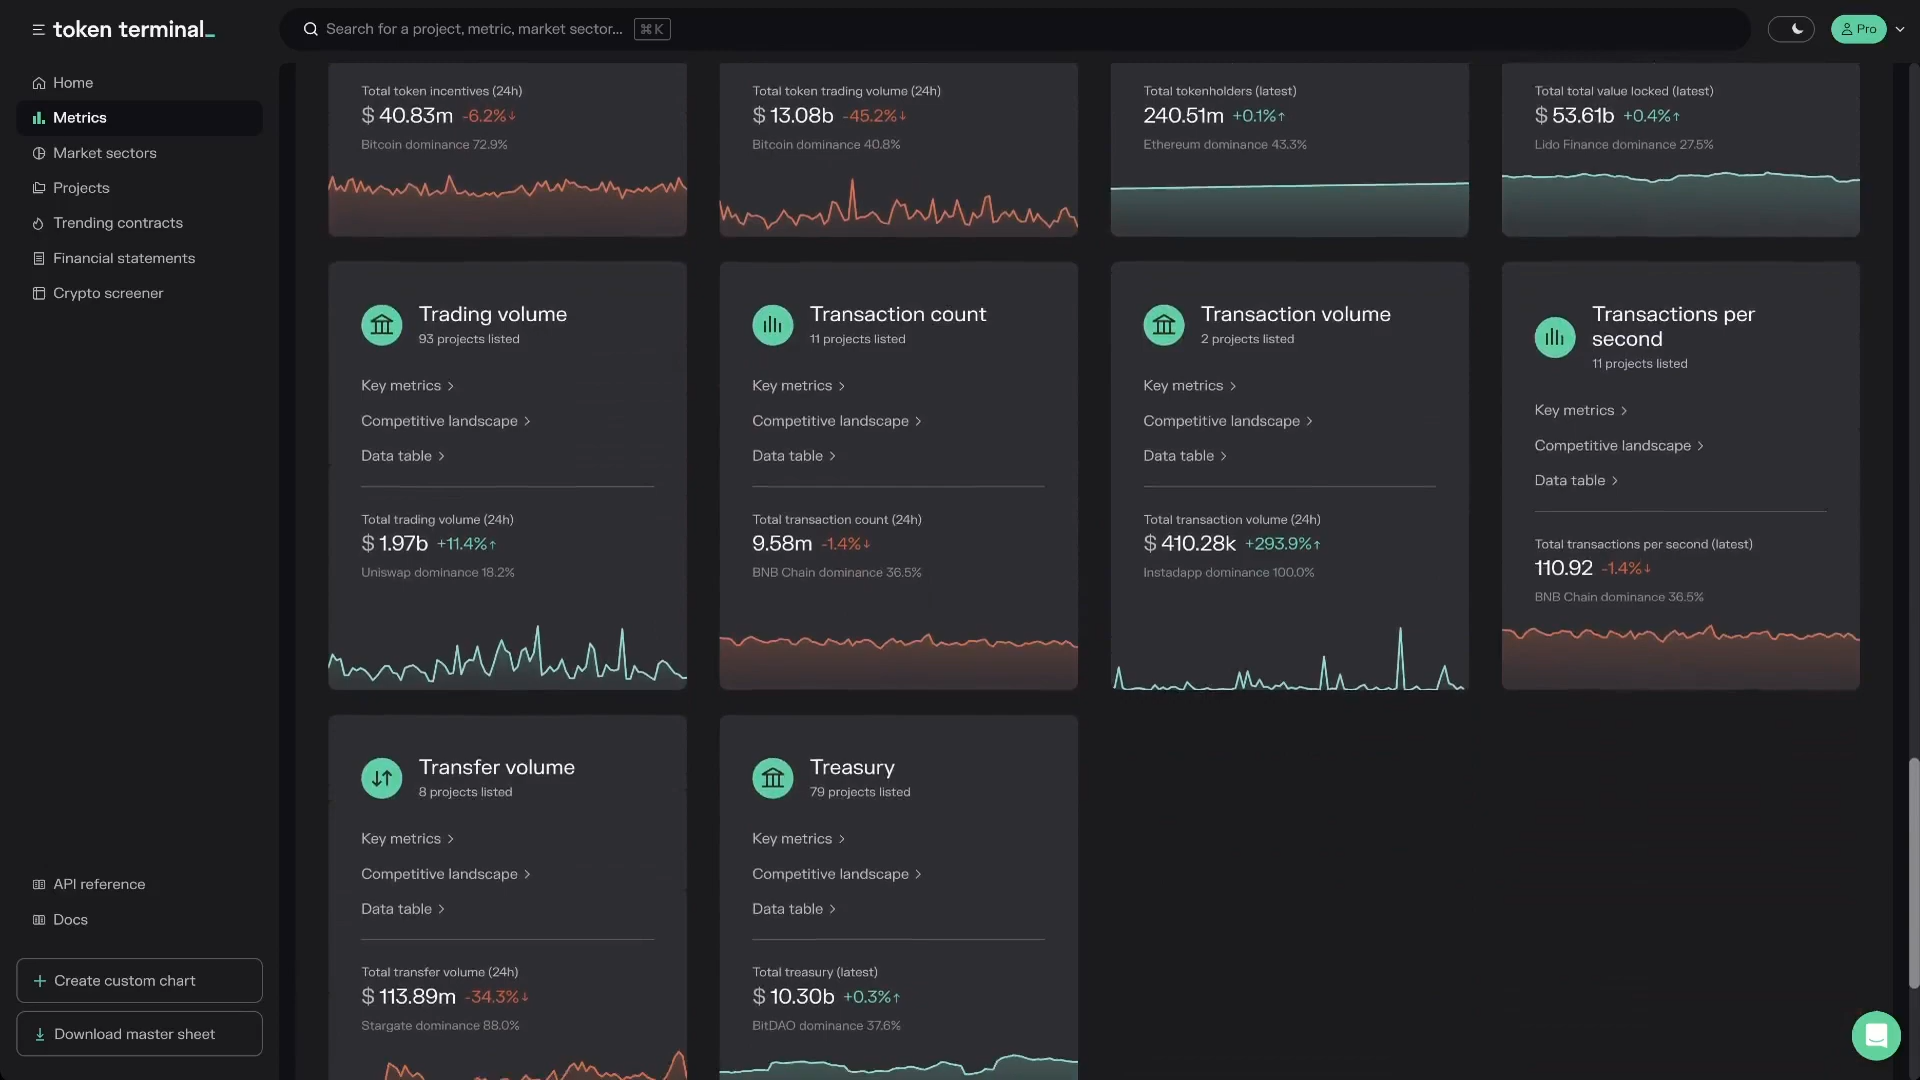 token terminal_
Search for a project, metric, market sector... ⌘K
Pro
Home
Metrics
Market sectors
Projects
Trending contracts
Financial statements
Crypto screener
API reference
Docs
+ Create custom chart
Download master sheet
Total token incentives (24h)
$ 40.83m -6.2%↓
Bitcoin dominance 72.9%
Total token trading volume (24h)
$ 13.08b -45.2%↓
Bitcoin dominance 40.8%
Total tokenholders (latest)
240.51m +0.1%↑
Ethereum dominance 43.3%
Total total value locked (latest)
$ 53.61b +0.4%↑
Lido Finance dominance 27.5%
Trading volume
93 projects listed
Key metrics >
Competitive landscape >
Data table >
Total trading volume (24h)
$ 1.97b +11.4%↑
Uniswap dominance 18.2%
Transaction count
11 projects listed
Key metrics >
Competitive landscape >
Data table >
Total transaction count (24h)
9.58m -1.4%↓
BNB Chain dominance 36.5%
Transaction volume
2 projects listed
Key metrics >
Competitive landscape >
Data table >
Total transaction volume (24h)
$ 410.28k +293.9%↑
Instadapp dominance 100.0%
Transactions per
second
11 projects listed
Key metrics >
Competitive landscape >
Data table >
Total transactions per second (latest)
110.92 -1.4%↓
BNB Chain dominance 36.5%
Transfer volume
8 projects listed
Key metrics >
Competitive landscape >
Data table >
Total transfer volume (24h)
$ 113.89m -34.3%↓
Stargate dominance 88.0%
Treasury
79 projects listed
Key metrics >
Competitive landscape >
Data table >
Total treasury (latest)
$ 10.30b +0.3%↑
BitDAO dominance 37.6%